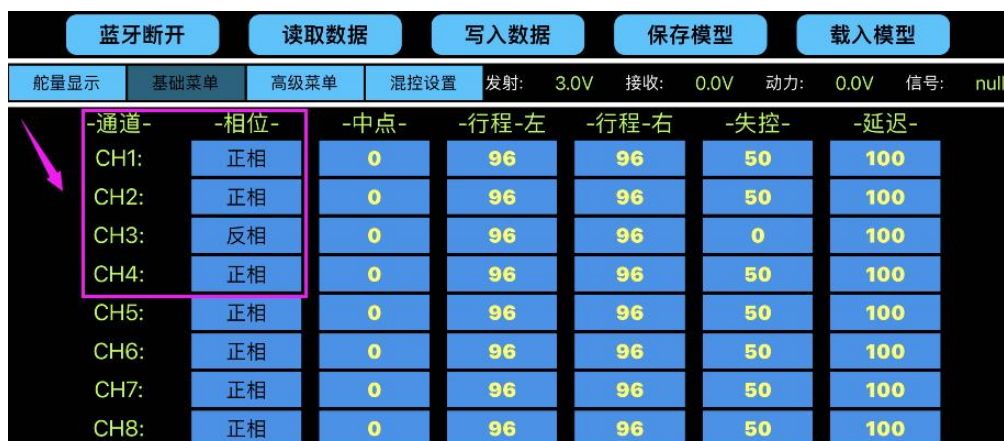 蓝牙断开 读取数据 写入数据 保存模型 载入模型
舵量显示 基础菜单 高级菜单 混控设置 发射: 3.0V 接收: 0.0V 动力: 0.0V 信号: null
-通道- -相位- -中点- -行程-左 -行程-右 -失控- -延迟-
CH1: 正相 0 96 96 50 100
CH2: 正相 0 96 96 50 100
CH3: 反相 0 96 96 0 100
CH4: 正相 0 96 96 50 100
CH5: 正相 0 96 96 50 100
CH6: 正相 0 96 96 50 100
CH7: 正相 0 96 96 50 100
CH8: 正相 0 96 96 50 100